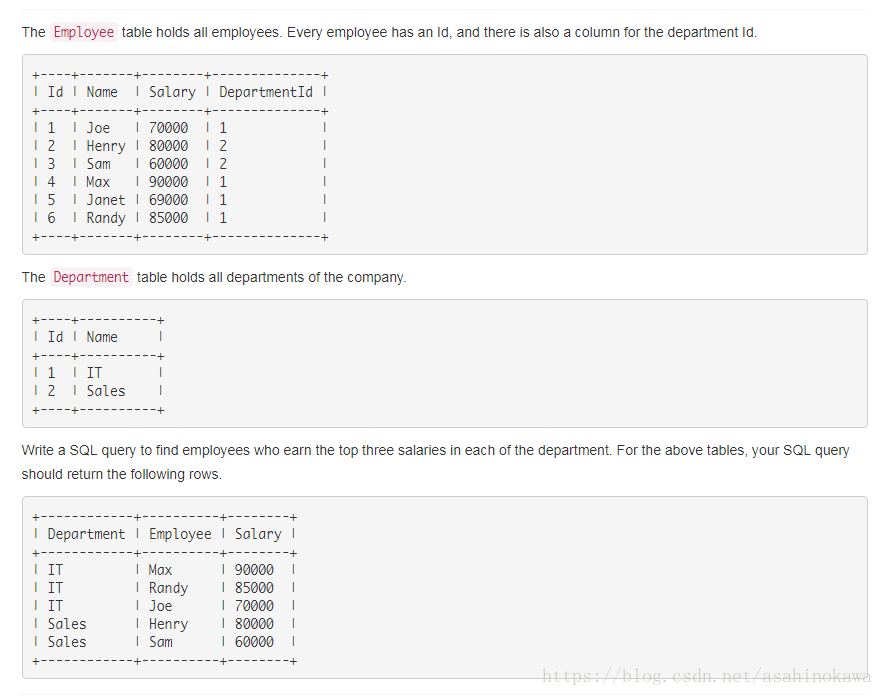 The Employee table holds all employees. Every employee has an Id, and there is also a column for the department Id.
+----+-------+--------+--------------+
| Id | Name  | Salary | DepartmentId |
+----+-------+--------+--------------+
| 1  | Joe   | 70000  | 1            |
| 2  | Henry | 80000  | 2            |
| 3  | Sam   | 60000  | 2            |
| 4  | Max   | 90000  | 1            |
| 5  | Janet | 69000  | 1            |
| 6  | Randy | 85000  | 1            |
+----+-------+--------+--------------+
The Department table holds all departments of the company.
+----+----------+
| Id | Name     |
+----+----------+
| 1  | IT       |
| 2  | Sales    |
+----+----------+
Write a SQL query to find employees who earn the top three salaries in each of the department. For the above tables, your SQL query
should return the following rows.
+------------+----------+--------+
| Department | Employee | Salary |
+------------+----------+--------+
| IT         | Max      | 90000  |
| IT         | Randy    | 85000  |
| IT         | Joe      | 70000  |
| Sales      | Henry    | 80000  |
| Sales      | Sam      | 60000  |
+------------+----------+--------+
https://blog.csdn.net/asahinokawa